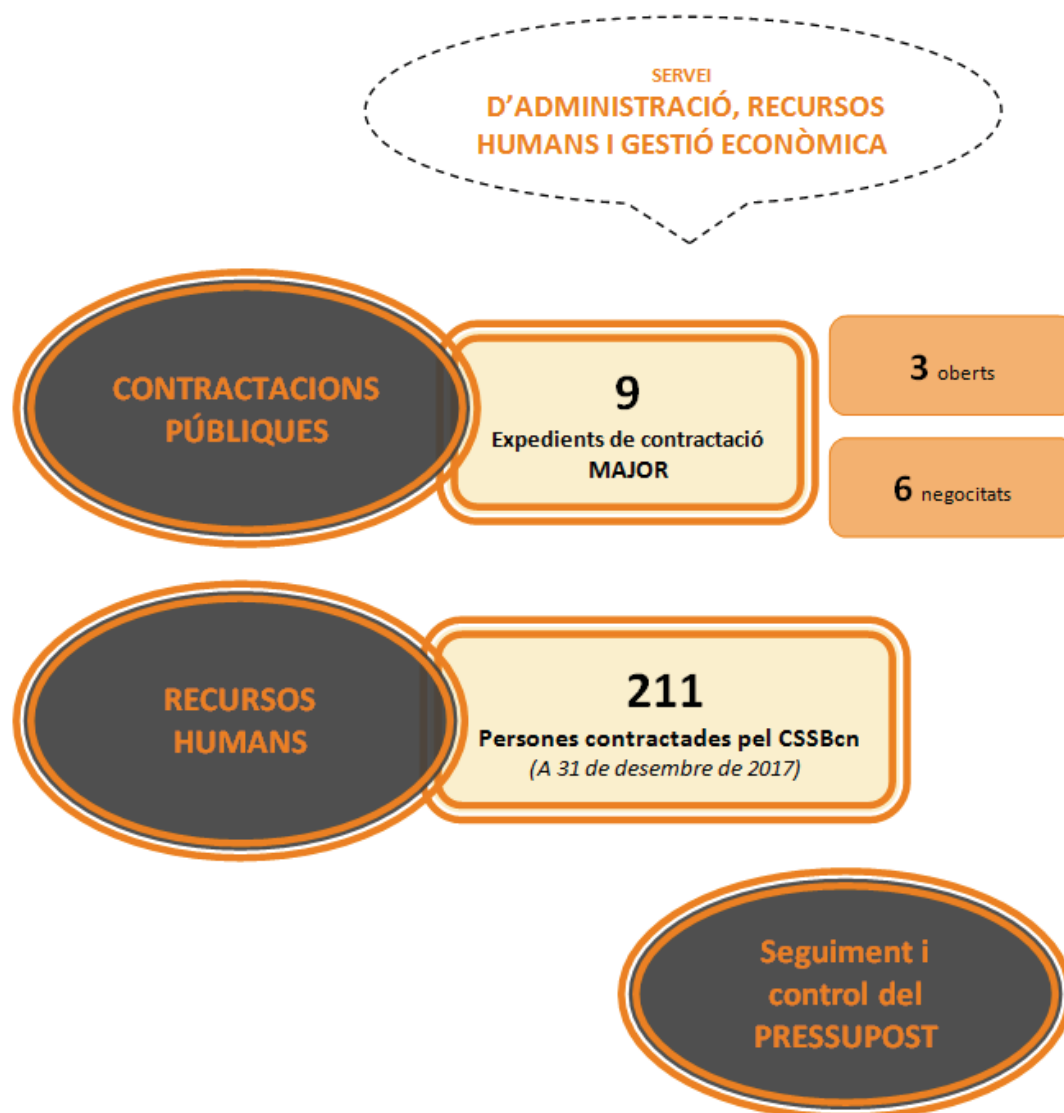 SERVEI
D'ADMINISTRACIÓ, RECURSOS
HUMANS I GESTIÓ ECONÒMICA
CONTRACTACIONS
PÚBLIQUES
9
Expedients de contractació
MAJOR
3 oberts
6 negocitats
RECURSOS
HUMANS
211
Persones contractades pel CSSBcn
(A 31 de desembre de 2017)
Seguiment i
control del
PRESSUPOST